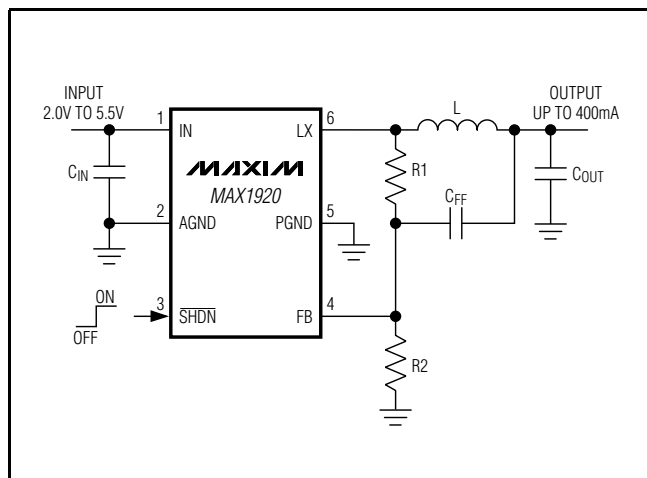 INPUT
2.0V TO 5.5V
OUTPUT
UP TO 400mA
1
IN
LX
6
L
CIN
MAXIM
MAX1920
R1
CFF
COUT
2
AGND
PGND
5
ON
OFF
3
SHDN
FB
4
R2